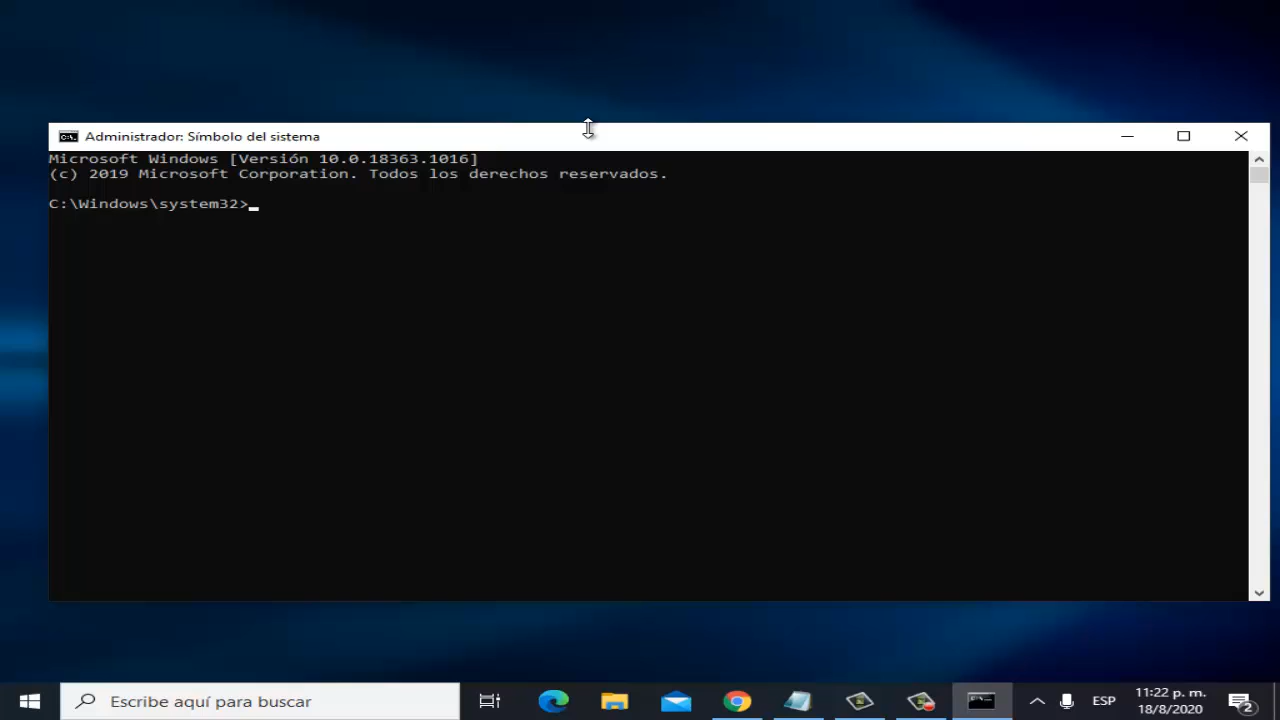 Administrador: Símbolo del sistema
Microsoft Windows [Versión 10.0.18363.1016]
(c) 2019 Microsoft Corporation. Todos los derechos reservados.
C:\Windows\system32>
Escribe aquí para buscar
ESP
11:22 p. m.
18/8/2020
2